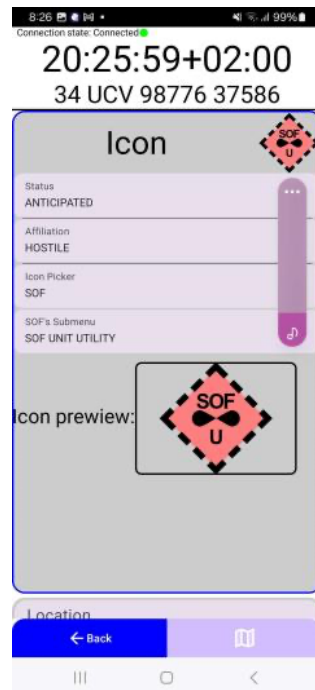 8:26 99%
Connection state: Connected
20:25:59+02:00
34 UCV 98776 37586
Icon
SOF
U
Status
ANTICIPATED
Affiliation
HOSTILE
Icon Picker
SOF
SOF's Submenu
SOF UNIT UTILITY
Icon prewiew:
SOF
U
Location
Back